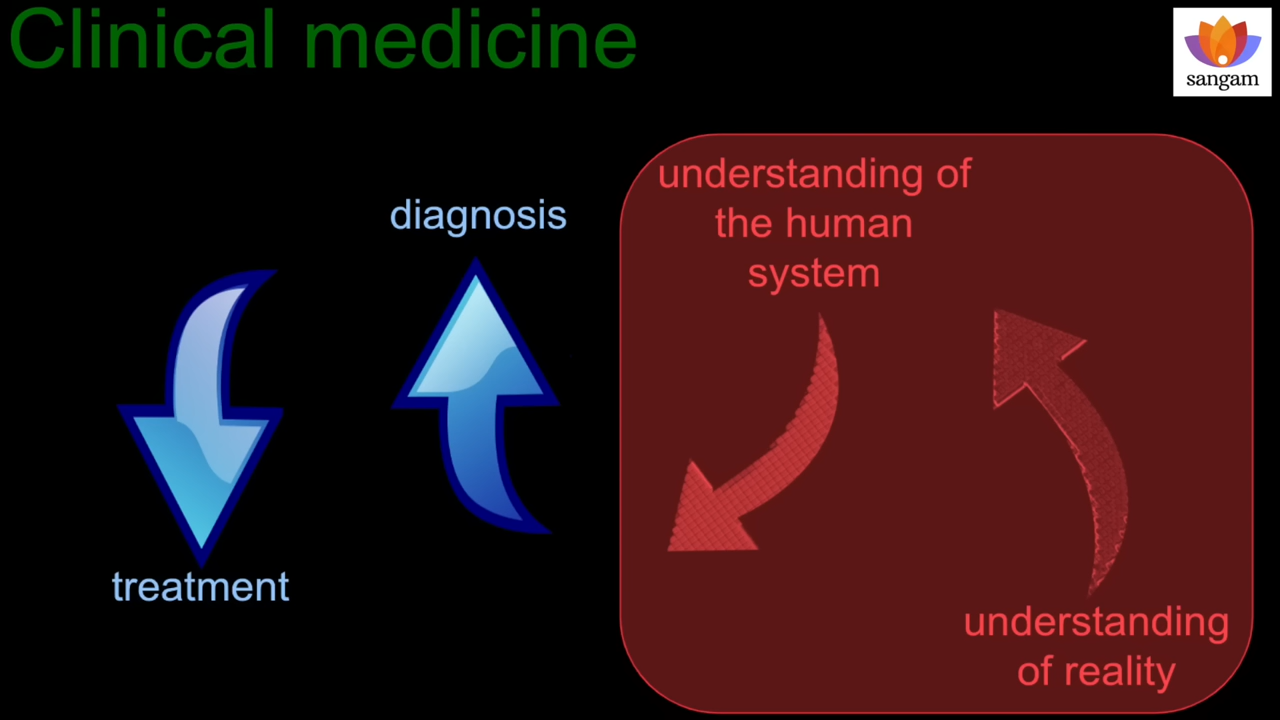 Clinical medicine
sangam
understanding of
the human
system
diagnosis
treatment
understanding
of reality